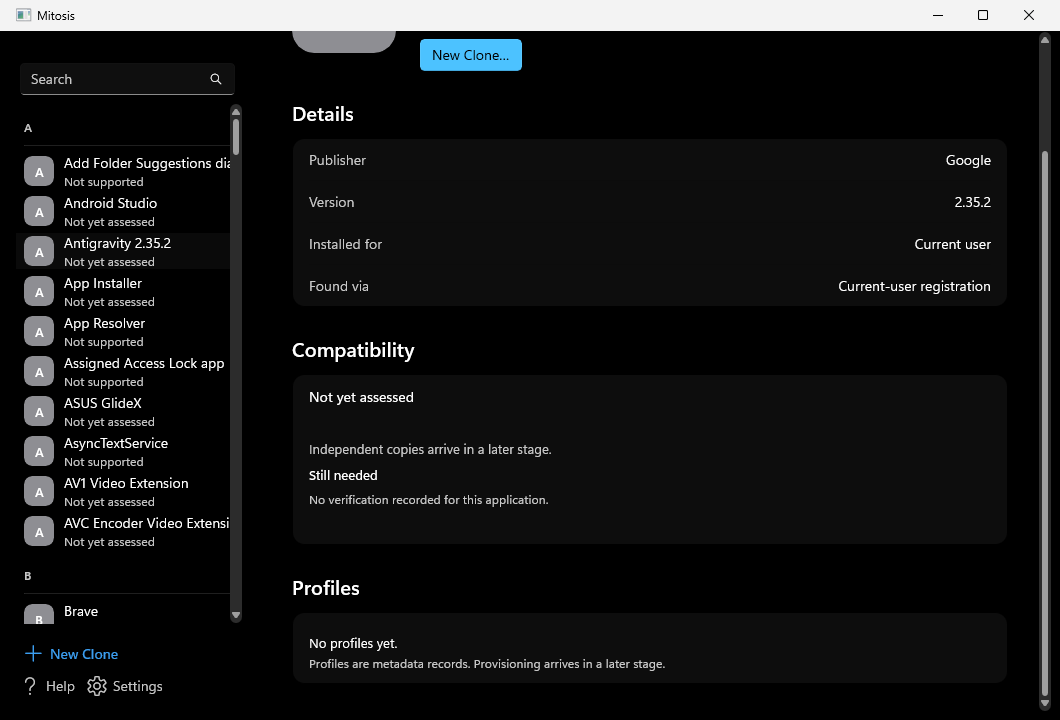 Mitosis
Search
A
A
Add Folder Suggestions dia
Not supported
A
Android Studio
Not yet assessed
A
Antigravity 2.35.2
Not yet assessed
A
App Installer
Not yet assessed
A
App Resolver
Not supported
A
Assigned Access Lock app
Not supported
A
ASUS GlideX
Not yet assessed
A
AsyncTextService
Not supported
A
AV1 Video Extension
Not yet assessed
A
AVC Encoder Video Extensi
Not yet assessed
B
B
Brave
New Clone
? Help
Settings
New Clone...
Details
Publisher Google
Version 2.35.2
Installed for Current user
Found via Current-user registration
Compatibility
Not yet assessed
Independent copies arrive in a later stage.
Still needed
No verification recorded for this application.
Profiles
No profiles yet.
Profiles are metadata records. Provisioning arrives in a later stage.